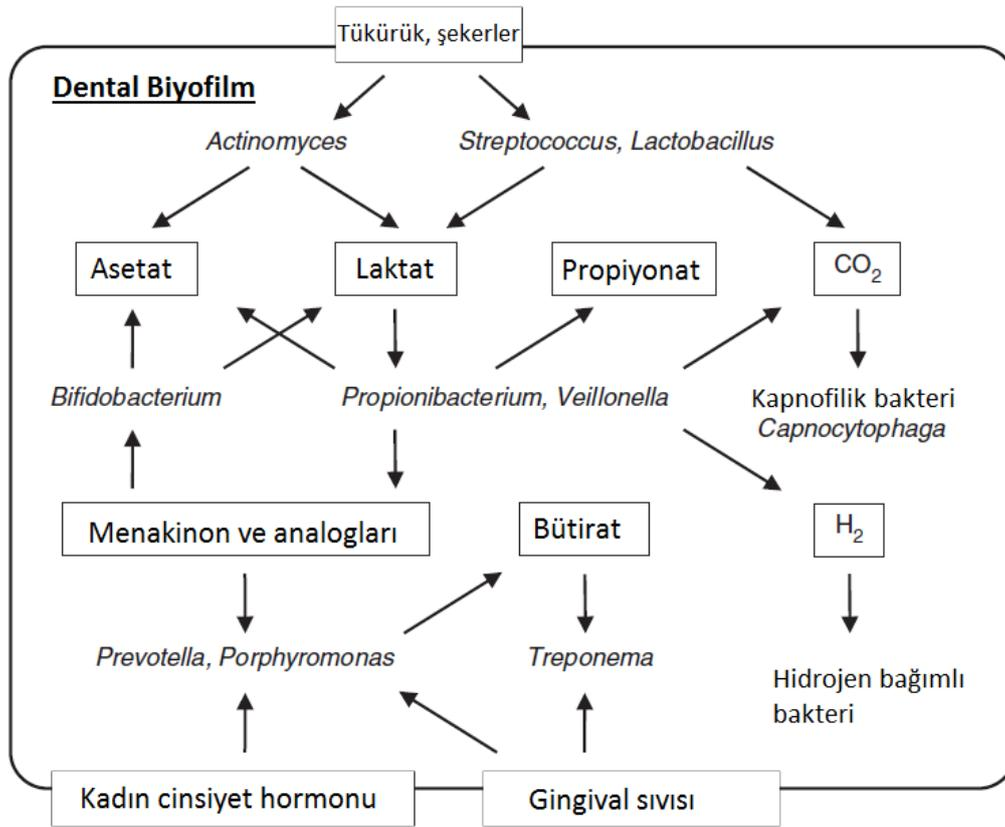 Tükürük, şekerler
Dental Biyofilm
Actinomyces
Streptococcus, Lactobacillus
Asetat
Laktat
Propiyonat
CO₂
Bifidobacterium
Propionibacterium, Veillonella
Kapnofilik bakteri
Capnocytophaga
Menakinon ve analogları
Bütirat
H₂
Prevotella, Porphyromonas
Treponema
Hidrojen bağımlı
bakteri
Kadın cinsiyet hormonu
Gingival sıvısı